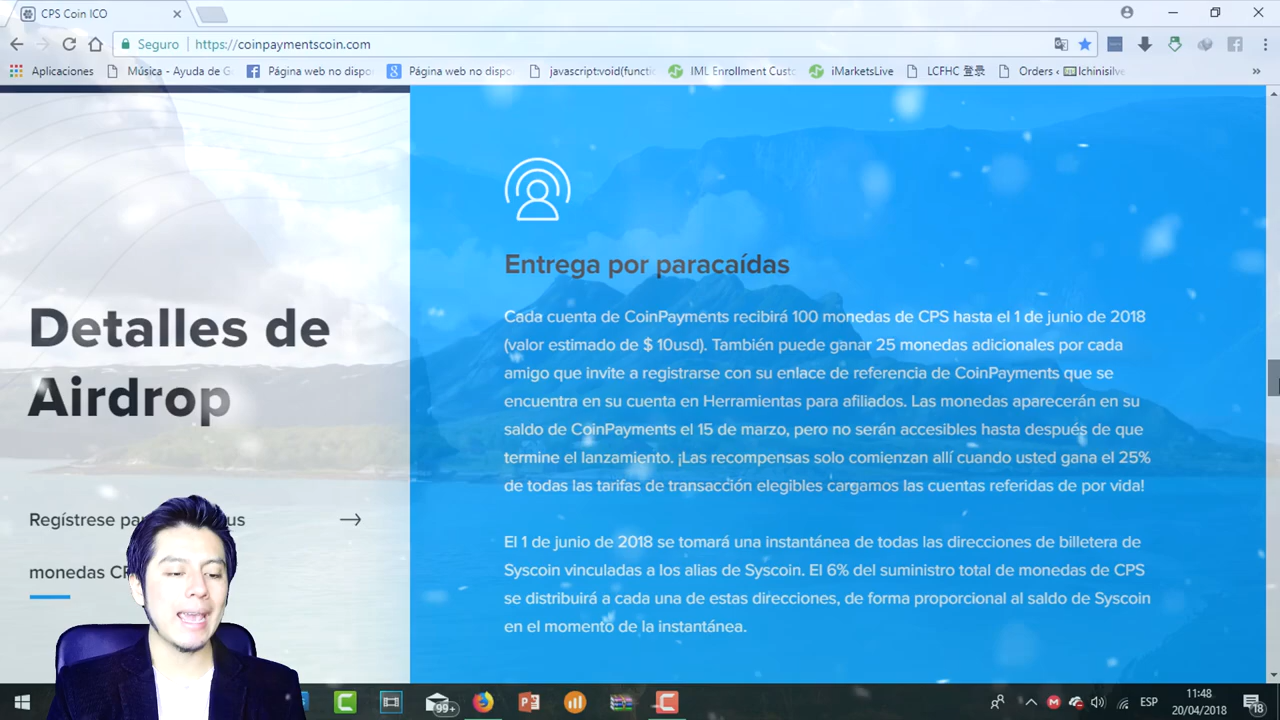 CPS Coin ICO
Seguro
https://coinpaymentscoin.com
Aplicaciones
Música - Ayuda de G
Página web no dispo
Página web no dispo
javascript:void(functi
IML Enrollment Custo
iMarketsLive
LCFHC 登录
Orders ‹
Ichinisilve
»
Detalles de
Airdrop
Regístrese pa us
monedas CP
Entrega por paracaídas
Cada cuenta de CoinPayments recibirá 100 monedas de CPS hasta el 1 de junio de 2018
(valor estimado de $ 10usd). También puede ganar 25 monedas adicionales por cada
amigo que invite a registrarse con su enlace de referencia de CoinPayments que se
encuentra en su cuenta en Herramientas para afiliados. Las monedas aparecerán en su
saldo de CoinPayments el 15 de marzo, pero no serán accesibles hasta después de que
termine el lanzamiento. ¡Las recompensas solo comienzan allí cuando usted gana el 25%
de todas las tarifas de transacción elegibles cargamos las cuentas referidas de por vida!
El 1 de junio de 2018 se tomará una instantánea de todas las direcciones de billetera de
Syscoin vinculadas a los alias de Syscoin. El 6% del suministro total de monedas de CPS
se distribuirá a cada una de estas direcciones, de forma proporcional al saldo de Syscoin
en el momento de la instantánea.
99+
ESP
11:48
20/04/2018
18